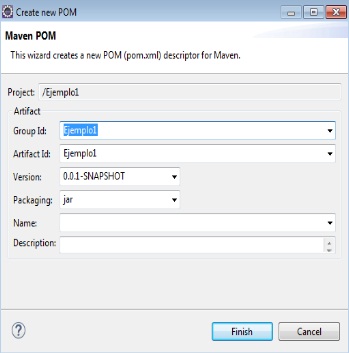 Create new POM
Maven POM
This wizard creates a new POM (pom.xml) descriptor for Maven.
Project: /Ejemplo1
Artifact
Group Id: Ejemplo1
Artifact Id: Ejemplo1
Version: 0.0.1-SNAPSHOT
Packaging: jar
Name:
Description:
? Finish Cancel